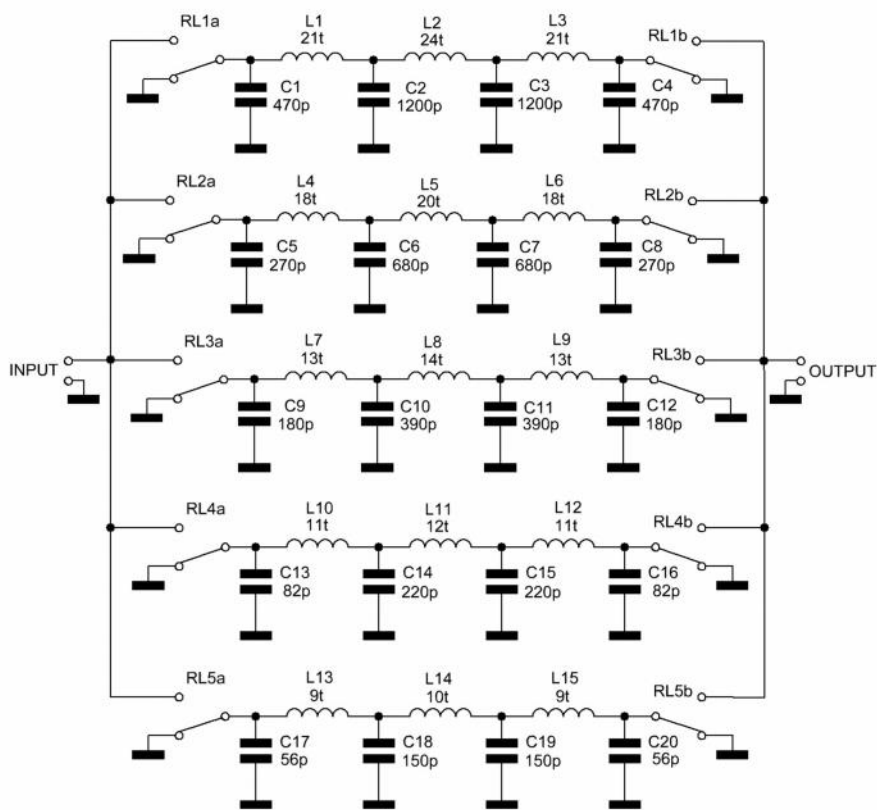 RL1a
L1
21t
L2
24t
L3
21t
RL1b
C1
470p
C2
1200p
C3
1200p
C4
470p
RL2a
L4
18t
L5
20t
L6
18t
RL2b
C5
270p
C6
680p
C7
680p
C8
270p
INPUT
RL3a
L7
13t
L8
14t
L9
13t
RL3b
OUTPUT
C9
180p
C10
390p
C11
390p
C12
180p
RL4a
L10
11t
L11
12t
L12
11t
RL4b
C13
82p
C14
220p
C15
220p
C16
82p
RL5a
L13
9t
L14
10t
L15
9t
RL5b
C17
56p
C18
150p
C19
150p
C20
56p